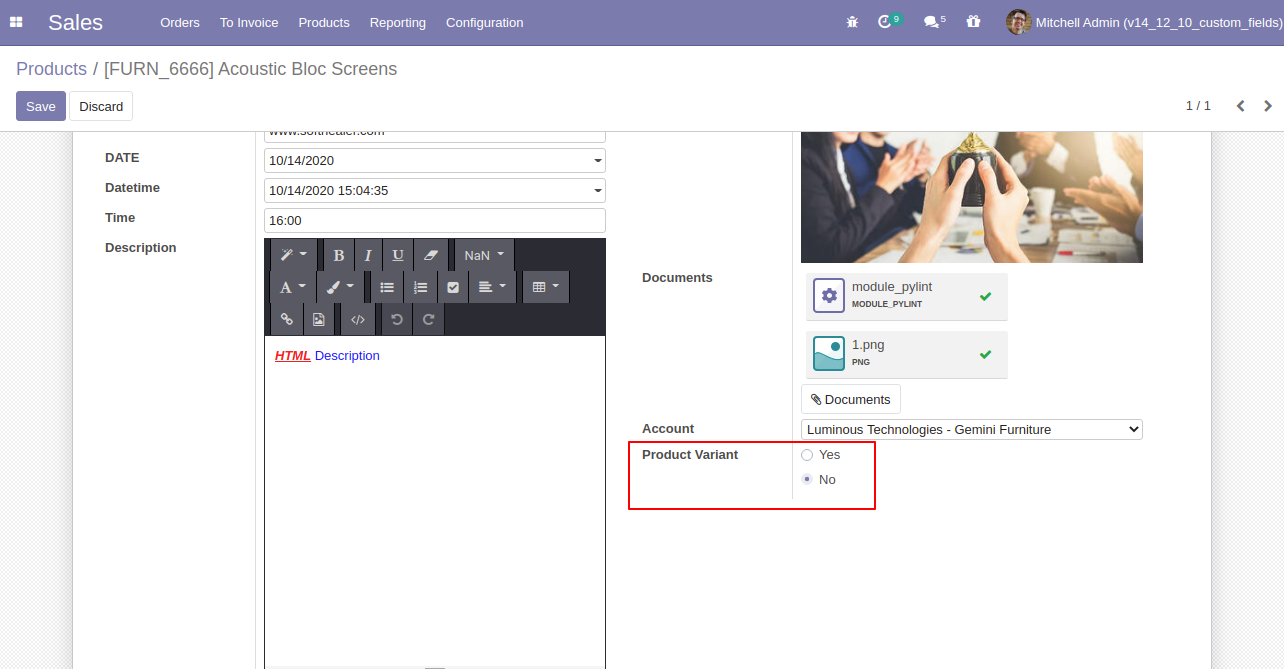 Sales Orders To Invoice Products Reporting Configuration 9 5 Mitchell Admin (v14_12_10_custom_fields)
Products / [FURN_6666] Acoustic Bloc Screens
Save Discard 1 / 1
www.softhealer.com
DATE 10/14/2020
Datetime 10/14/2020 15:04:35
Time 16:00
Description
B I U NaN
A
HTML Description
Documents
module_pylint
MODULE_PYLINT
1.png
PNG
Documents
Account Luminous Technologies - Gemini Furniture
Product Variant Yes
No